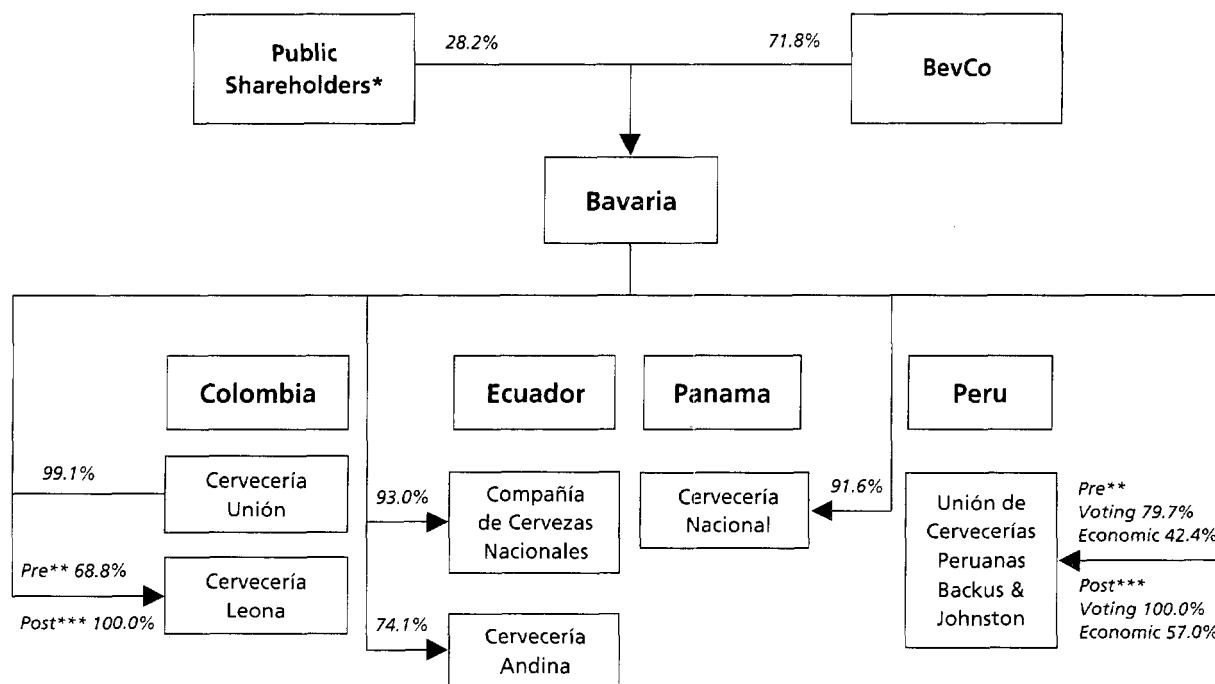 Public
Shareholders*
28.2%
71.8%
BevCo
Bavaria
Colombia
Ecuador
Panama
Peru
99.1%
Cervecería
Unión
Pre** 68.8%
Post*** 100.0%
Cervecería
Leona
93.0%
Compañía
de Cervezas
Nacionales
74.1%
Cervecería
Andina
Cervecería
Nacional
91.6%
Unión de
Cervecerías
Peruanas
Backus &
Johnston
Pre**
Voting 79.7%
Economic 42.4%
Post***
Voting 100.0%
Economic 57.0%